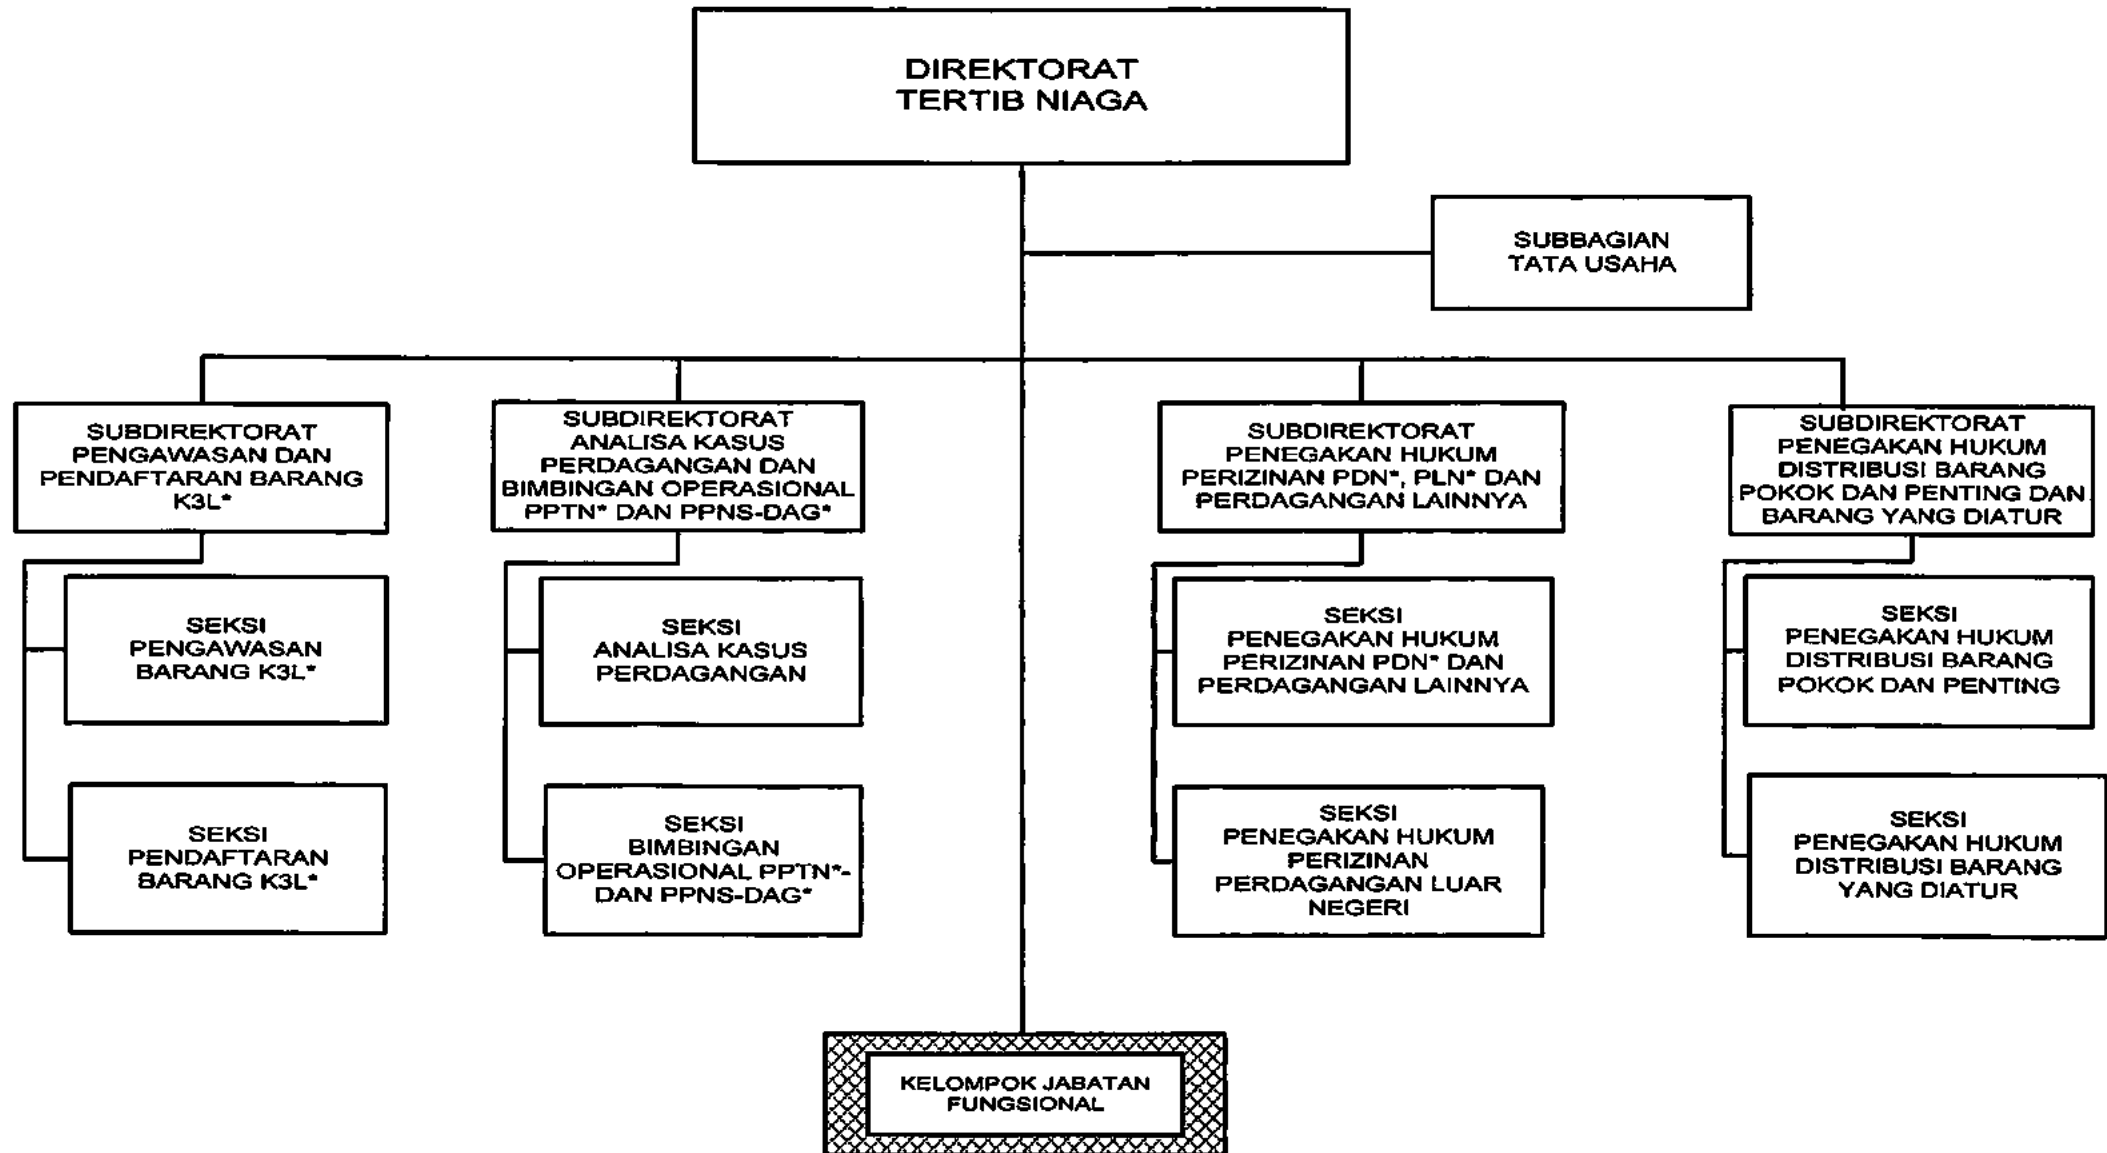 DIREKTORAT
TERTIB NIAGA
SUBBAGIAN
TATA USAHA
SUBDIREKTORAT
PENGAWASAN DAN
PENDAFTARAN BARANG
K3L*
SUBDIREKTORAT
ANALISA KASUS
PERDAGANGAN DAN
BIMBINGAN OPERASIONAL
PPTN* DAN PPNS-DAG*
SUBDIREKTORAT
PENEGAKAN HUKUM
PERIZINAN PDN*, PLN* DAN
PERDAGANGAN LAINNYA
SUBDIREKTORAT
PENEGAKAN HUKUM
DISTRIBUSI BARANG
POKOK DAN PENTING DAN
BARANG YANG DIATUR
SEKSI
PENGAWASAN
BARANG K3L*
SEKSI
ANALISA KASUS
PERDAGANGAN
SEKSI
PENEGAKAN HUKUM
PERIZINAN PDN* DAN
PERDAGANGAN LAINNYA
SEKSI
PENEGAKAN HUKUM
DISTRIBUSI BARANG
POKOK DAN PENTING
SEKSI
PENDAFTARAN
BARANG K3L*
SEKSI
BIMBINGAN
OPERASIONAL PPTN*-
DAN PPNS-DAG*
SEKSI
PENEGAKAN HUKUM
PERIZINAN
PERDAGANGAN LUAR
NEGERI
SEKSI
PENEGAKAN HUKUM
DISTRIBUSI BARANG
YANG DIATUR
KELOMPOK JABATAN
FUNGSIONAL